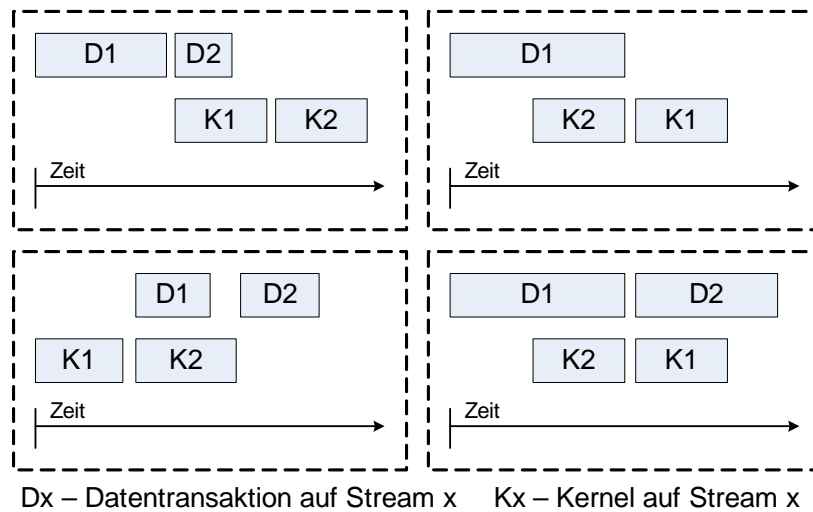 D1 D2
K1 K2
Zeit
D1
K2 K1
Zeit
D1 D2
K1 K2
Zeit
D1 D2
K2 K1
Zeit
Dx – Datentransaktion auf Stream x Kx – Kernel auf Stream x